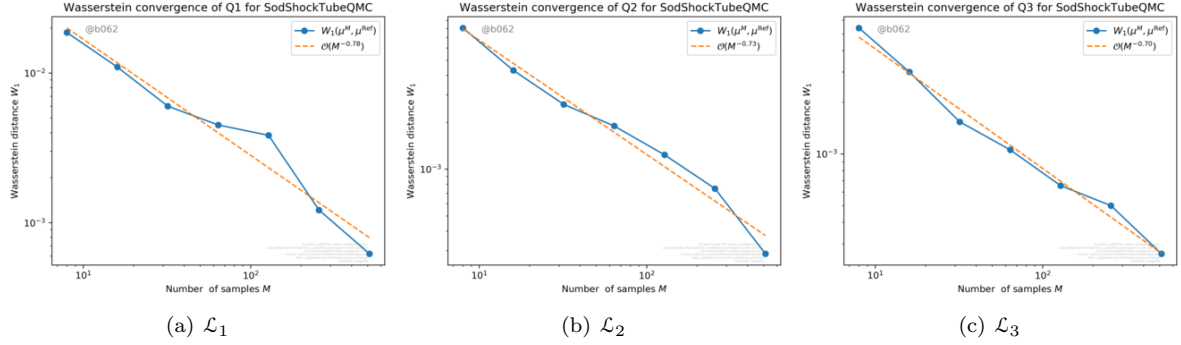 Wasserstein convergence of Q1 for SodShockTubeQMC
@b062
W₁(μᴹ, μᴿᵉᶠ)
𝒪(M⁻⁰·⁷⁸)
10⁻²
10⁻³
Wasserstein distance W₁
10¹
10²
Number of samples M
(a) ℒ₁
Wasserstein convergence of Q2 for SodShockTubeQMC
@b062
W₁(μᴹ, μᴿᵉᶠ)
𝒪(M⁻⁰·⁷³)
10⁻³
Wasserstein distance W₁
10¹
10²
Number of samples M
(b) ℒ₂
Wasserstein convergence of Q3 for SodShockTubeQMC
@b062
W₁(μᴹ, μᴿᵉᶠ)
𝒪(M⁻⁰·⁷⁰)
10⁻³
Wasserstein distance W₁
10¹
10²
Number of samples M
(c) ℒ₃